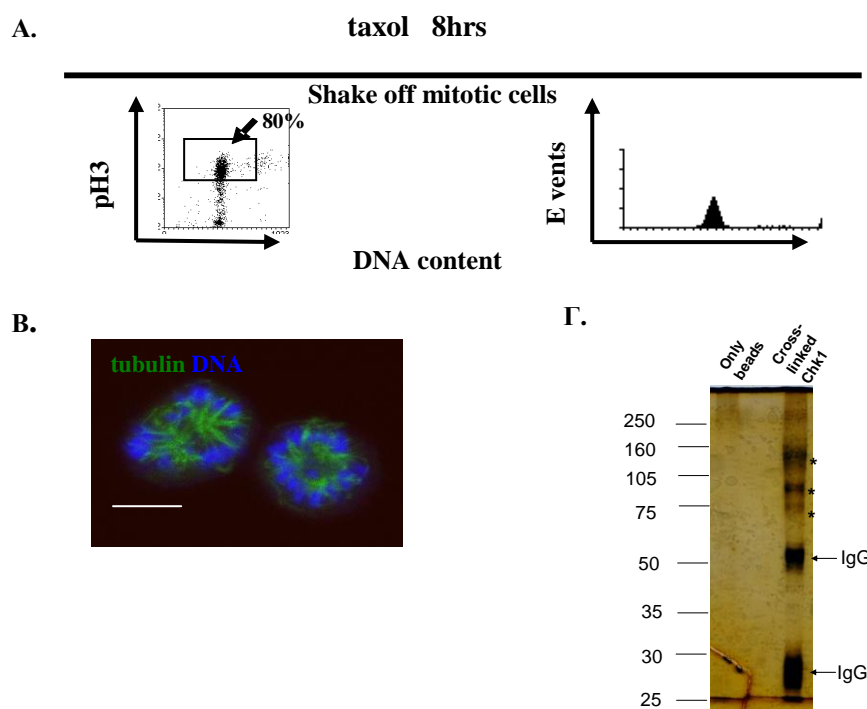 A.
taxol 8hrs
Shake off mitotic cells
80%
pH3
E vents
DNA content
B.
tubulin DNA
Γ.
Only beads
Cross-linked Chk1
250
160
105
75
50
35
30
25
*
*
*
IgG
IgG